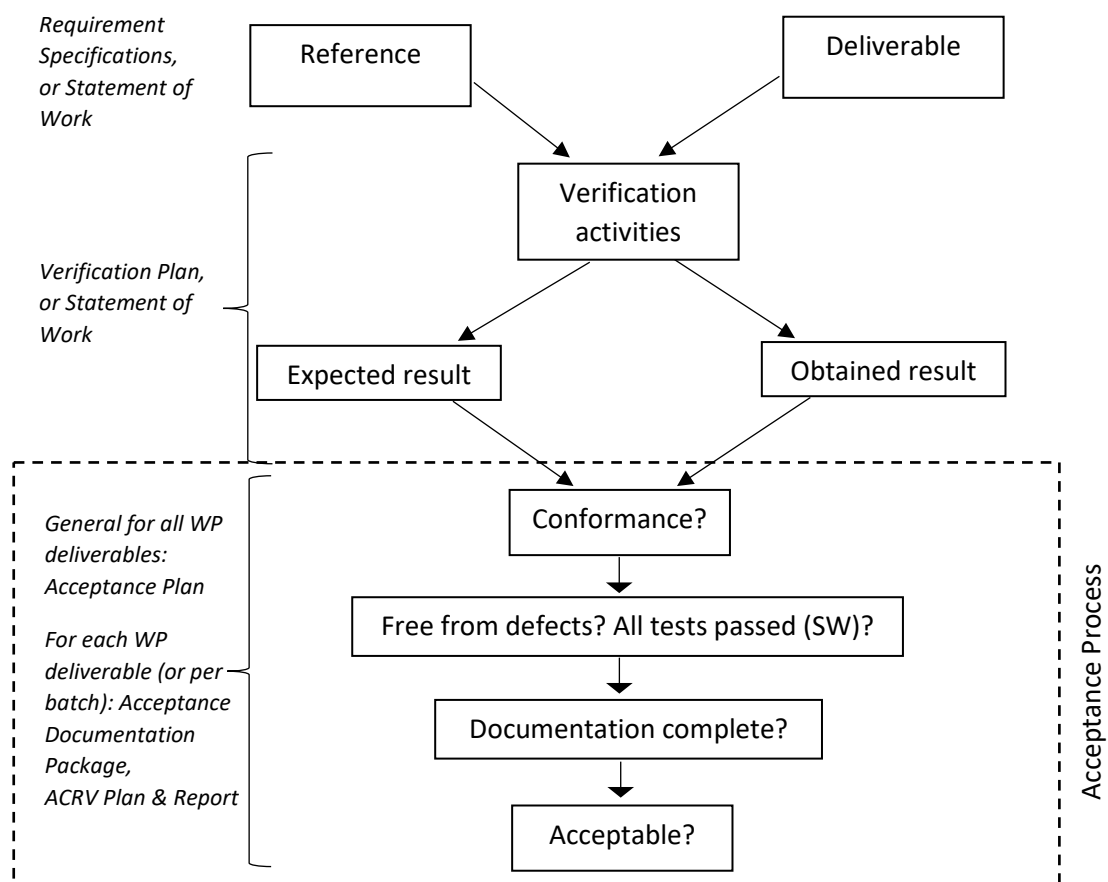 Requirement
Specifications,
or Statement of
Work
Reference
Deliverable
Verification
activities
Verification Plan,
or Statement of
Work
Expected result
Obtained result
General for all WP
deliverables:
Acceptance Plan
For each WP
deliverable (or per
batch): Acceptance
Documentation
Package,
ACRV Plan & Report
Conformance?
Free from defects? All tests passed (SW)?
Documentation complete?
Acceptable?
Acceptance Process